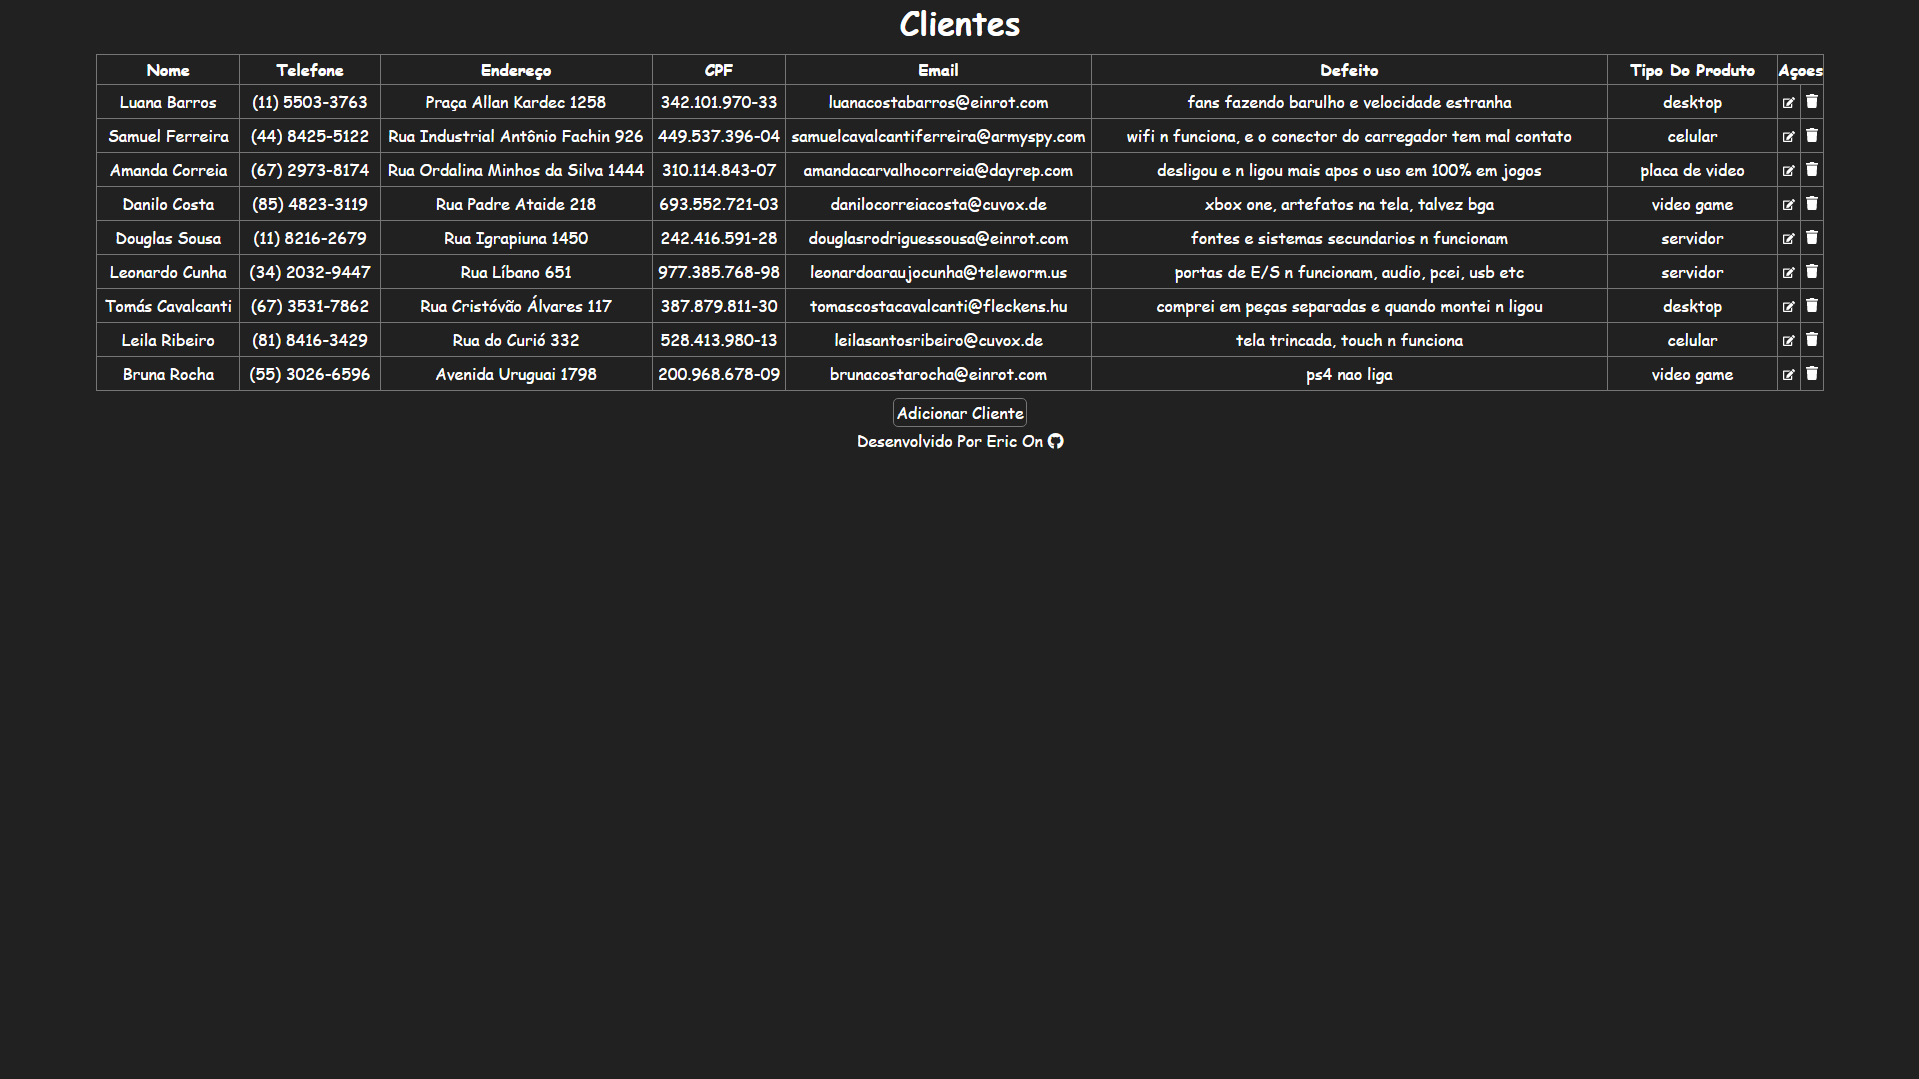 Clientes
Nome Telefone Endereço CPF Email Defeito Tipo Do Produto Açoes
Luana Barros (11) 5503-3763 Praça Allan Kardec 1258 342.101.970-33 luanacostabarros@einrot.com fans fazendo barulho e velocidade estranha desktop
Samuel Ferreira (44) 8425-5122 Rua Industrial Antônio Fachin 926 449.537.396-04 samuelcavalcantiferreira@armyspy.com wifi n funciona, e o conector do carregador tem mal contato celular
Amanda Correia (67) 2973-8174 Rua Ordalina Minhos da Silva 1444 310.114.843-07 amandacarvalhocorreia@dayrep.com desligou e n ligou mais apos o uso em 100% em jogos placa de video
Danilo Costa (85) 4823-3119 Rua Padre Ataide 218 693.552.721-03 danilocorreiacosta@cuvox.de xbox one, artefatos na tela, talvez bga video game
Douglas Sousa (11) 8216-2679 Rua Igrapiuna 1450 242.416.591-28 douglasrodriguessousa@einrot.com fontes e sistemas secundarios n funcionam servidor
Leonardo Cunha (34) 2032-9447 Rua Líbano 651 977.385.768-98 leonardoaraujocunha@teleworm.us portas de E/S n funcionam, audio, pcei, usb etc servidor
Tomás Cavalcanti (67) 3531-7862 Rua Cristóvão Álvares 117 387.879.811-30 tomascostacavalcanti@fleckens.hu comprei em peças separadas e quando montei n ligou desktop
Leila Ribeiro (81) 8416-3429 Rua do Curió 332 528.413.980-13 leilasantosribeiro@cuvox.de tela trincada, touch n funciona celular
Bruna Rocha (55) 3026-6596 Avenida Uruguai 1798 200.968.678-09 brunacostarocha@einrot.com ps4 nao liga video game
Adicionar Cliente
Desenvolvido Por Eric On